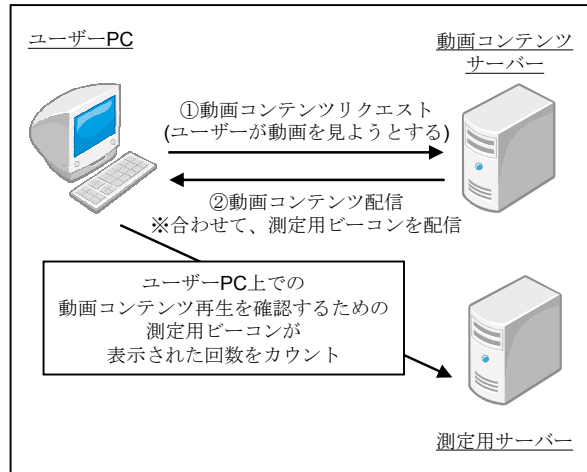 ユーザーPC
動画コンテンツ
サーバー
①動画コンテンツリクエスト
(ユーザーが動画を見ようとする)
②動画コンテンツ配信
※合わせて、測定用ビーコンを配信
ユーザーPC上での
動画コンテンツ再生を確認するための
測定用ビーコンが
表示された回数をカウント
測定用サーバー